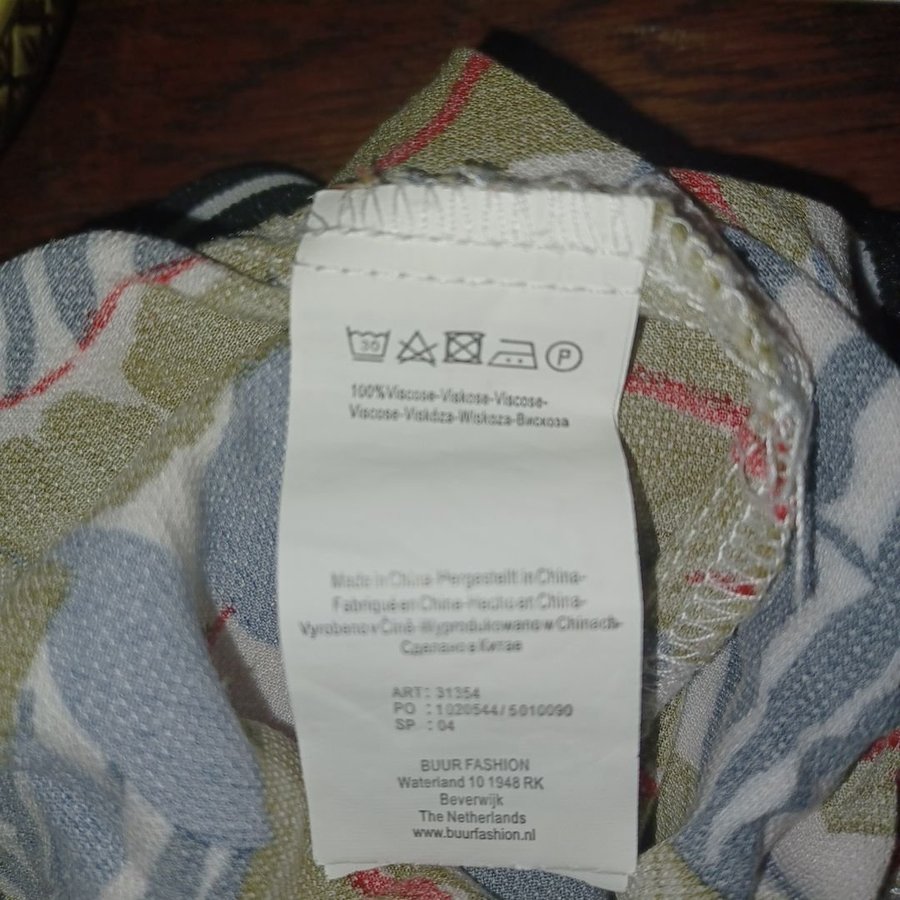 30
P
100%Viscose-Viskose-Viscose-
Viscose-Viskóza-Wiskoza-Вискоза
Made in China-Hergestellt in China-
Fabriqué en Chine-Hecho en China-
Vyrobeno v Číně-Wyprodukowano w Chinach-
Сделано в Китае
ART: 31354
PO : 1020544/5010090
SP : 04
BUUR FASHION
Waterland 10 1948 RK
Beverwijk
The Netherlands
www.buurfashion.nl